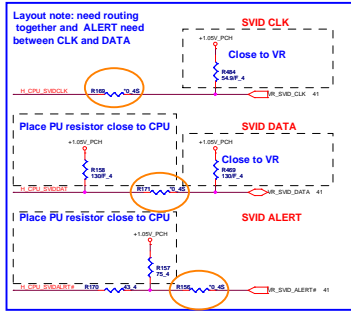 Layout note: need routing
together and ALERT need
between CLK and DATA
SVID CLK
+1.05V_PCH
Close to VR
R484
54.9/F_4
H_CPU_SVIDCLK
R169
*0_4S
VR_SVID_CLK 41
Place PU resistor close to CPU
SVID DATA
+1.05V_PCH
+1.05V_PCH
Close to VR
R158
130/F_4
R469
130/F_4
H_CPU_SVIDDAT
R171
*0_4S
VR_SVID_DATA 41
Place PU resistor close to CPU
SVID ALERT
+1.05V_PCH
R157
75_4
H_CPU_SVIDALRT#
R170
43_4
R156
*0_4S
VR_SVID_ALERT# 41